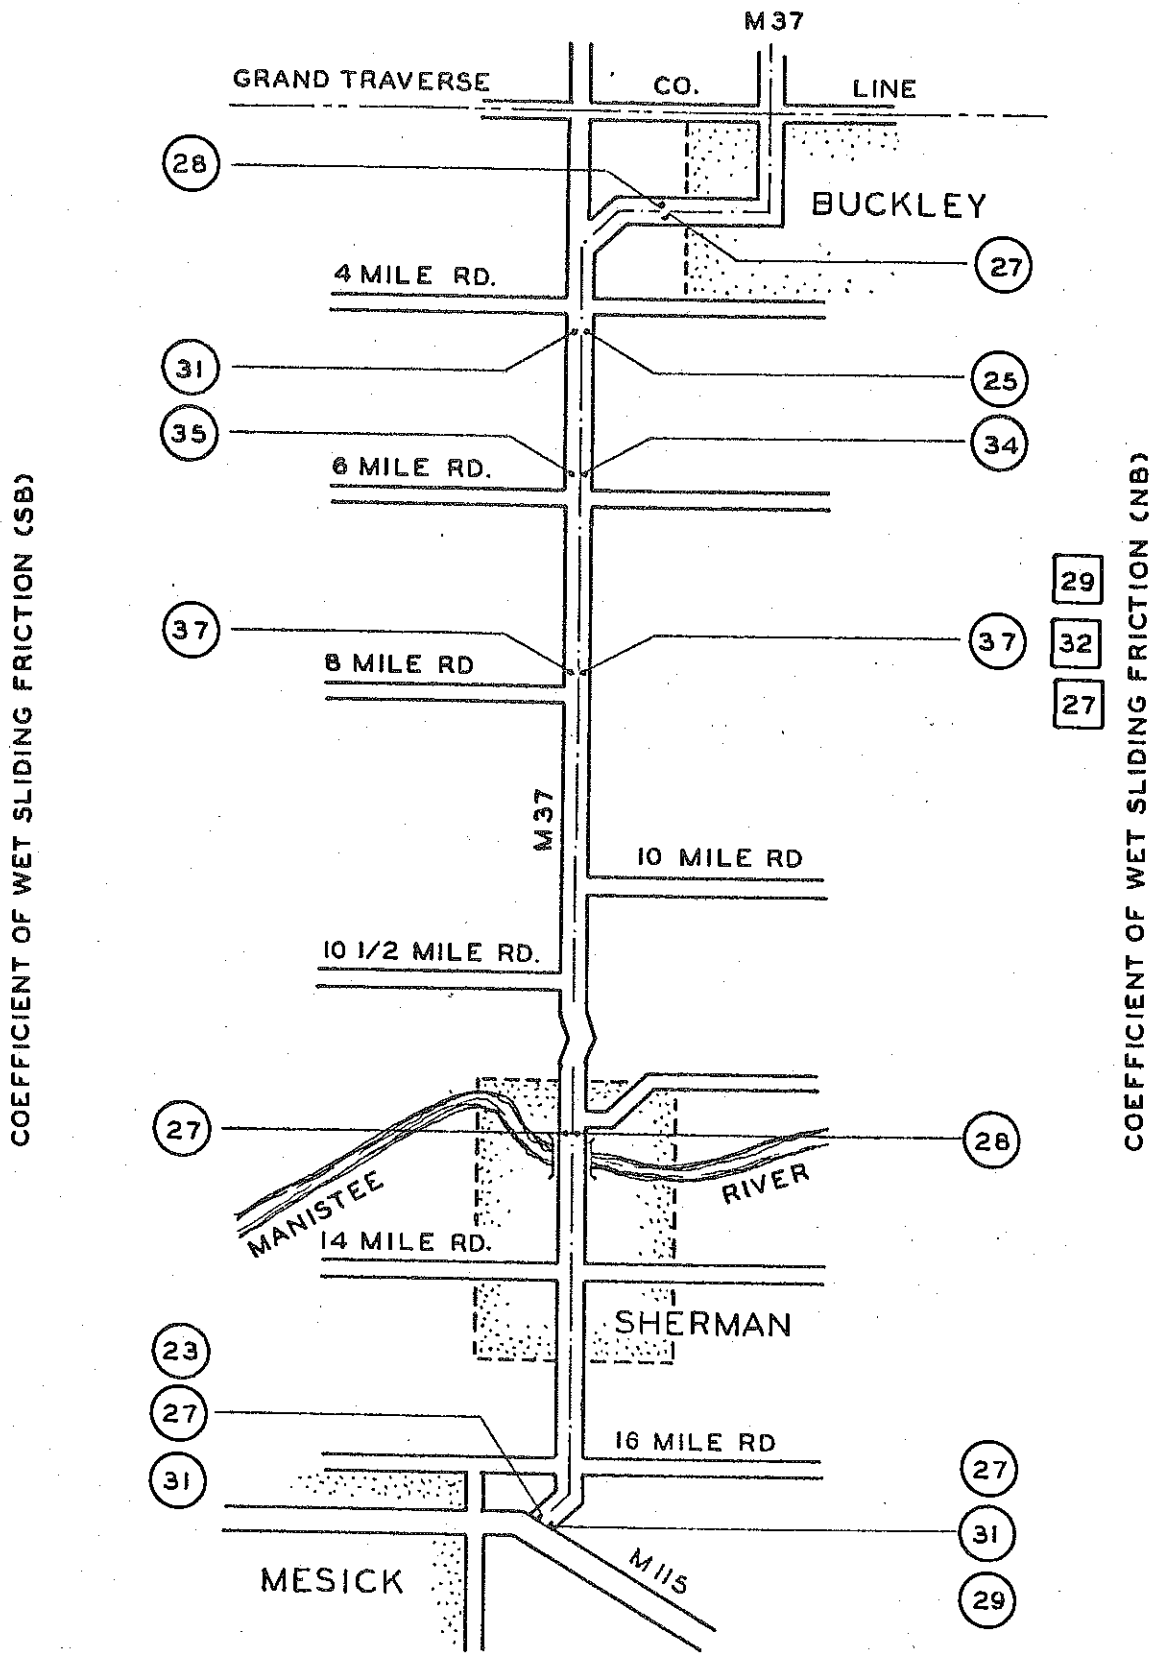 M 37
GRAND TRAVERSE CO. LINE
28
BUCKLEY
27
4 MILE RD.
31
25
35
34
6 MILE RD.
COEFFICIENT OF WET SLIDING FRICTION (SB)
COEFFICIENT OF WET SLIDING FRICTION (NB)
29
37
37
32
8 MILE RD
27
M 37
10 MILE RD
10 1/2 MILE RD.
27
28
MANISTEE RIVER
14 MILE RD.
SHERMAN
23
27
16 MILE RD
31
27
31
M 115
MESICK
29